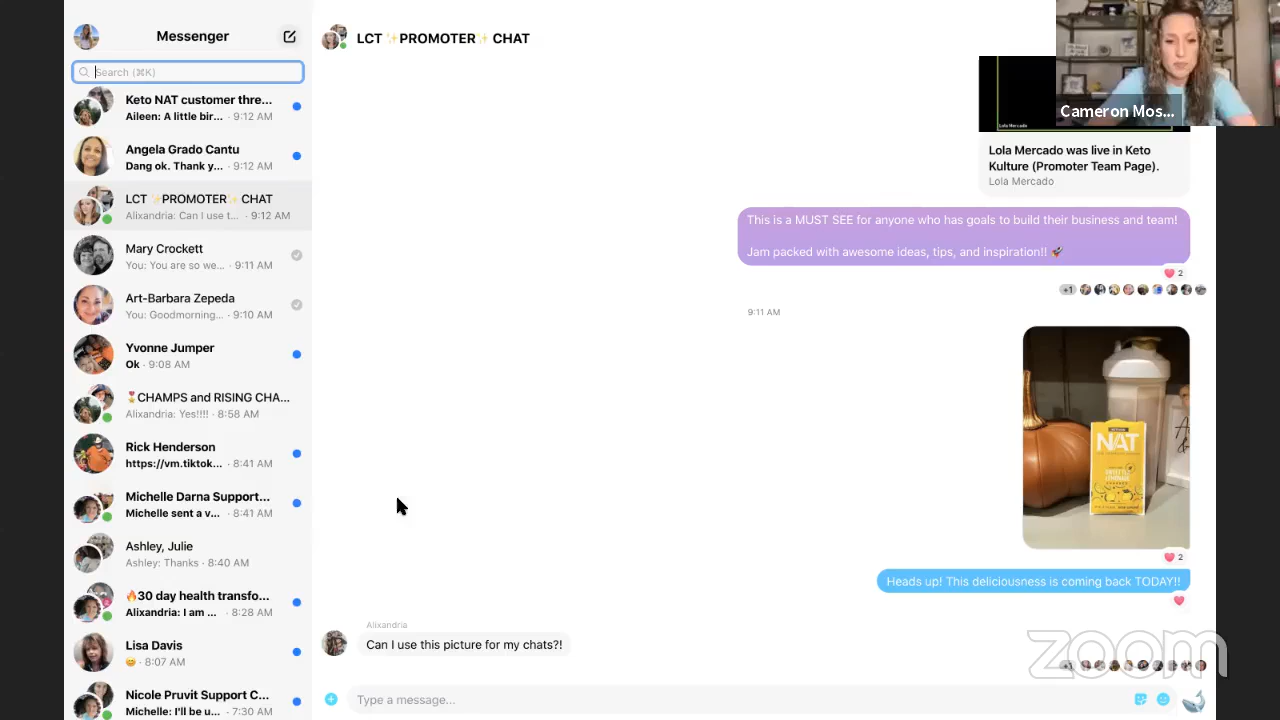 Messenger
Search (⌘K)
Keto NAT customer thre...
Aileen: A little bir... · 9:12 AM
Angela Grado Cantu
Dang ok. Thank y... · 9:12 AM
LCT ✨PROMOTER✨ CHAT
Alixandria: Can I use t... · 9:12 AM
Mary Crockett
You: You are so we... · 9:11 AM
Art-Barbara Zepeda
You: Goodmorning... · 9:10 AM
Yvonne Jumper
Ok · 9:08 AM
🎖️CHAMPS and RISING CHA...
Alixandria: Yes!!!! · 8:58 AM
Rick Henderson
https://vm.tiktok... · 8:41 AM
Michelle Darna Support...
Michelle sent a v... · 8:41 AM
Ashley, Julie
Ashley: Thanks · 8:40 AM
🔥30 day health transfo...
Alixandria: I am ... · 8:28 AM
Lisa Davis
😊 · 8:07 AM
Nicole Pruvit Support C...
Michelle: I'll be u... · 7:30 AM
LCT ✨PROMOTER✨ CHAT
Cameron Mos...
Lola Mercado
Lola Mercado was live in Keto
Kulture (Promoter Team Page).
Lola Mercado
This is a MUST SEE for anyone who has goals to build their business and team!
Jam packed with awesome ideas, tips, and inspiration!! 🚀
2
+1
9:11 AM
NAT
SWEETLY
LEMONADE
CHARGED
2
Heads up! This deliciousness is coming back TODAY!!
Alixandria
Can I use this picture for my chats?!
zoom
+1
Type a message...